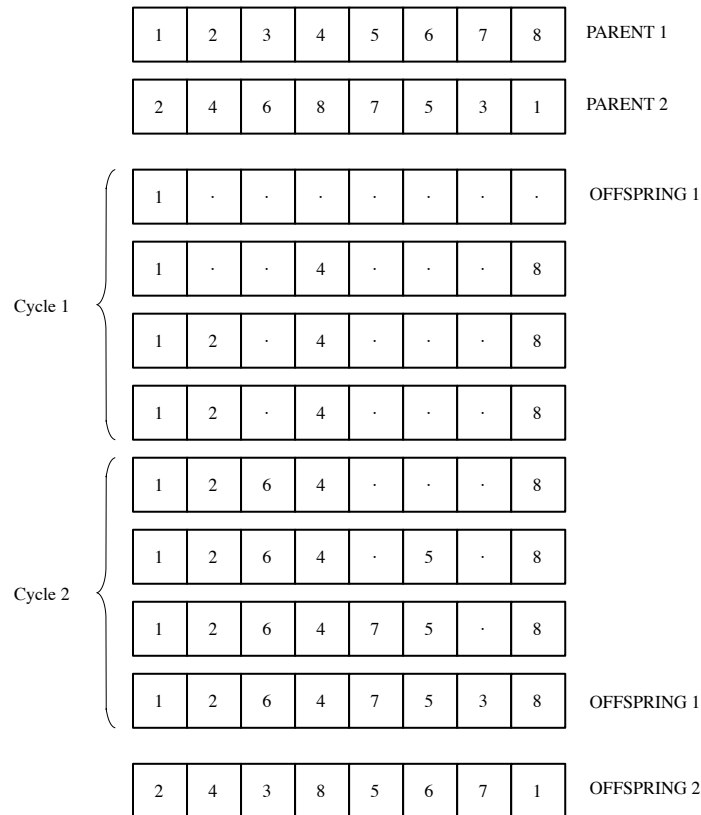 1 2 3 4 5 6 7 8 PARENT 1
2 4 6 8 7 5 3 1 PARENT 2
1 · · · · · · · OFFSPRING 1
1 · · 4 · · · 8
Cycle 1
1 2 · 4 · · · 8
1 2 · 4 · · · 8
1 2 6 4 · · · 8
1 2 6 4 · 5 · 8
Cycle 2
1 2 6 4 7 5 · 8
1 2 6 4 7 5 3 8 OFFSPRING 1
2 4 3 8 5 6 7 1 OFFSPRING 2